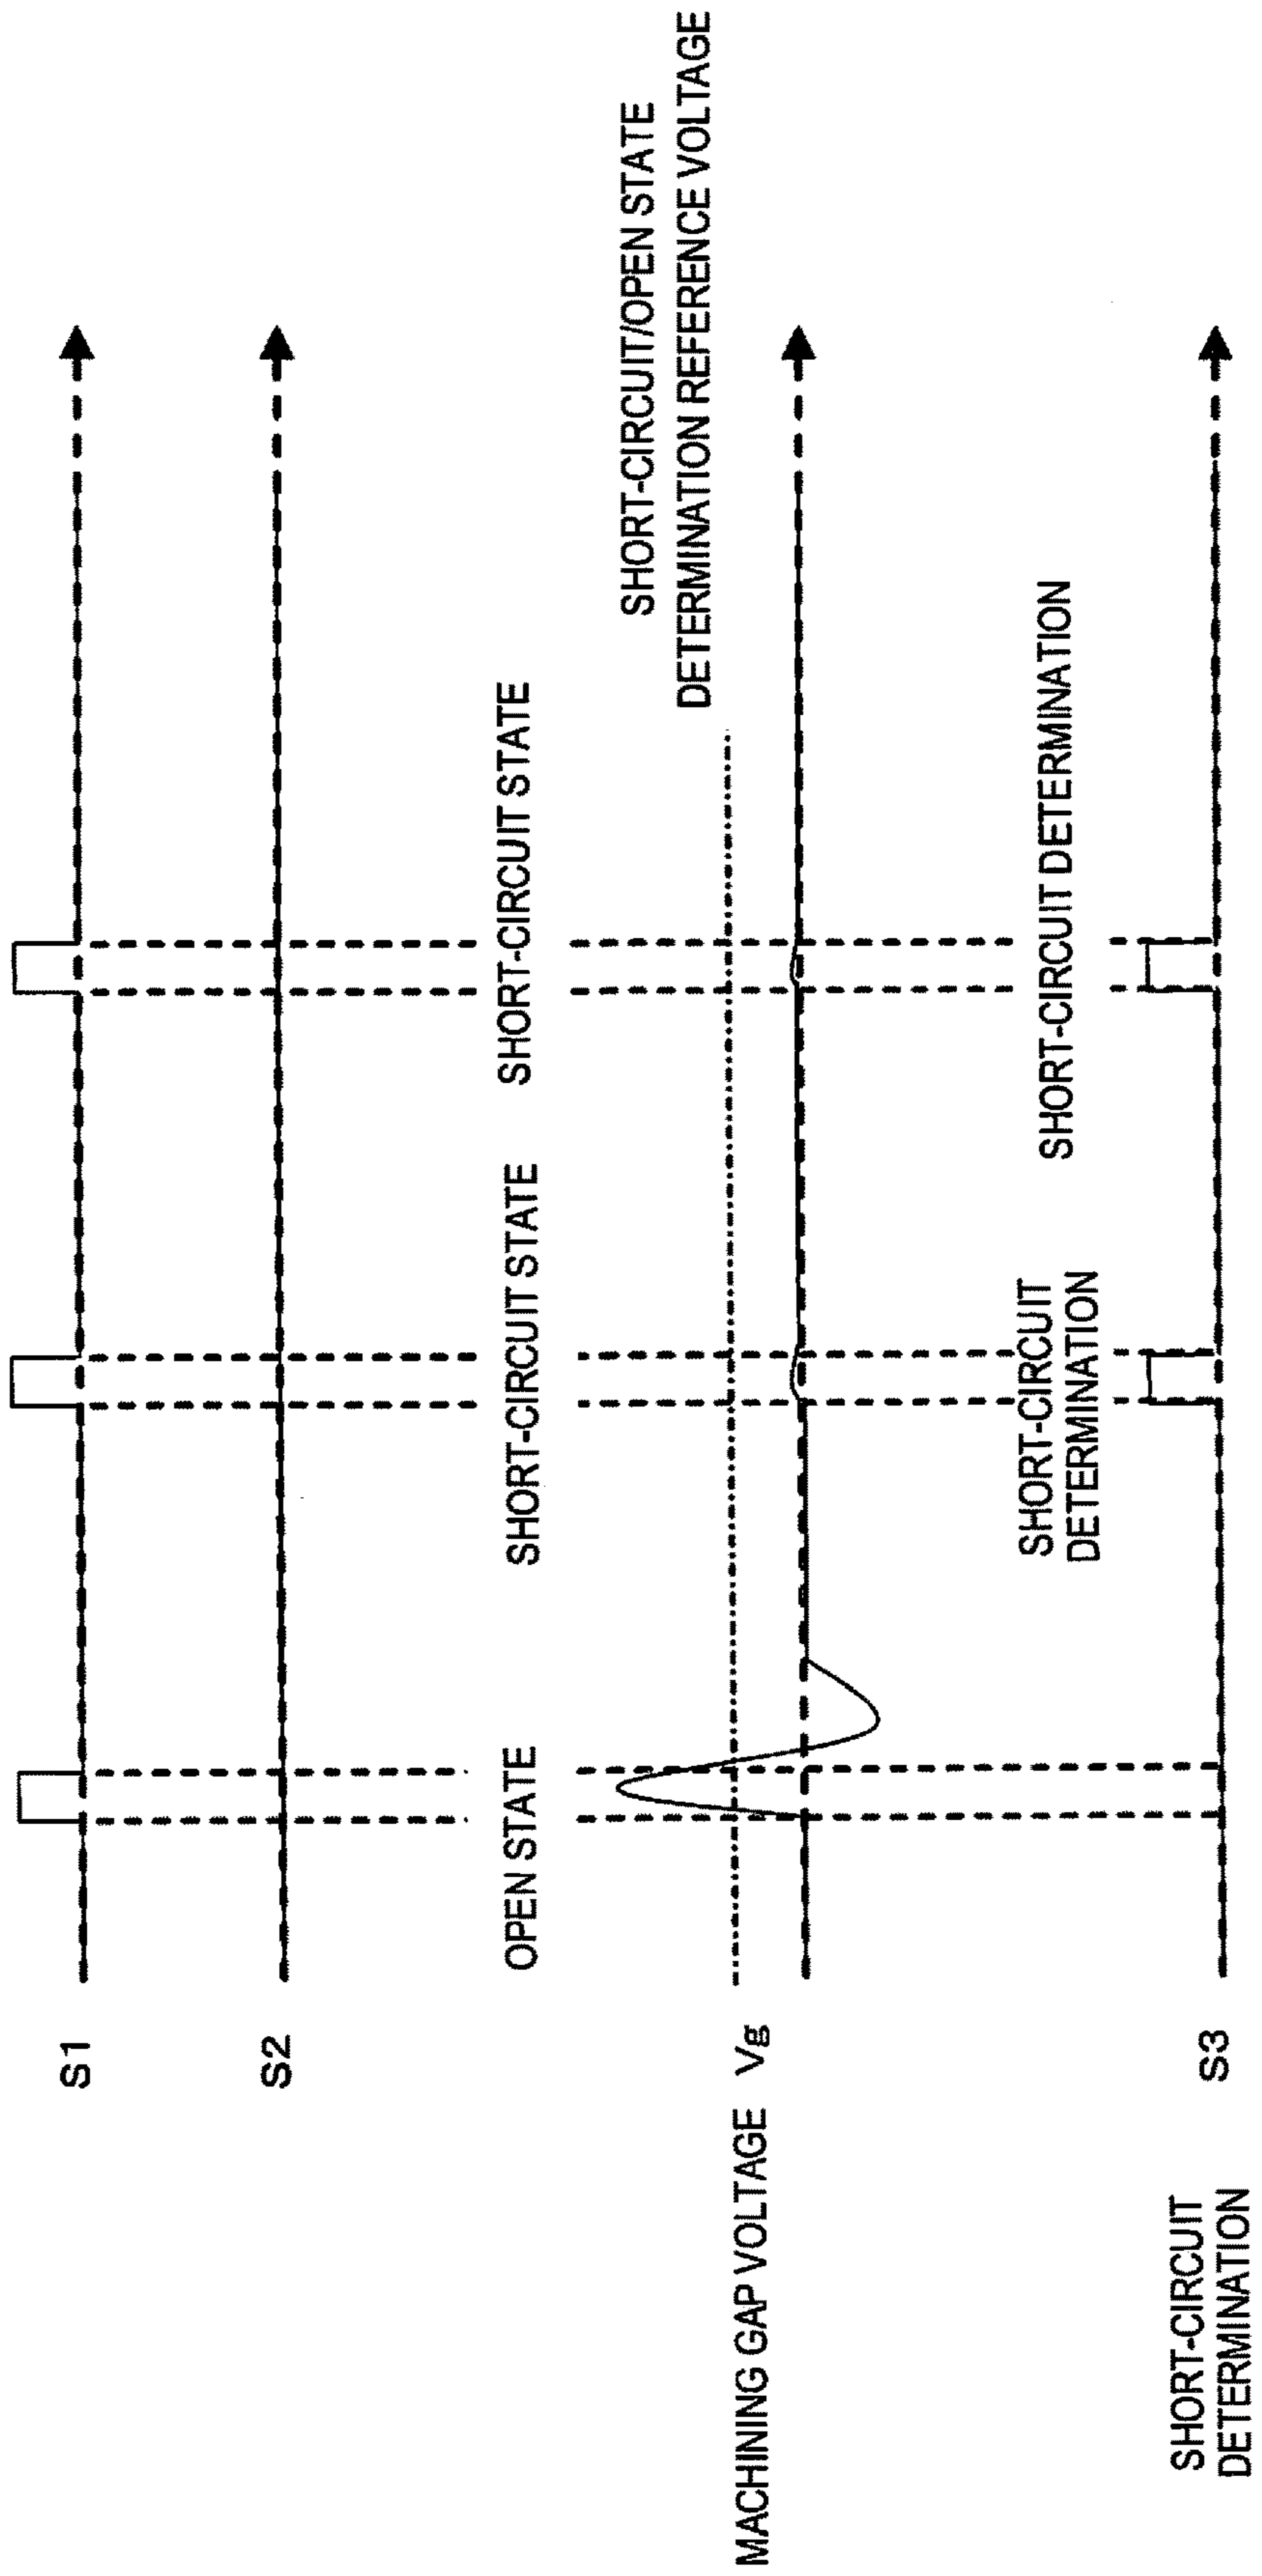 S1
S2
OPEN STATE
SHORT-CIRCUIT STATE
SHORT-CIRCUIT STATE
SHORT-CIRCUIT/OPEN STATE
DETERMINATION REFERENCE VOLTAGE
MACHINING GAP VOLTAGE Vg
SHORT-CIRCUIT
DETERMINATION
SHORT-CIRCUIT DETERMINATION
SHORT-CIRCUIT
DETERMINATION
S3